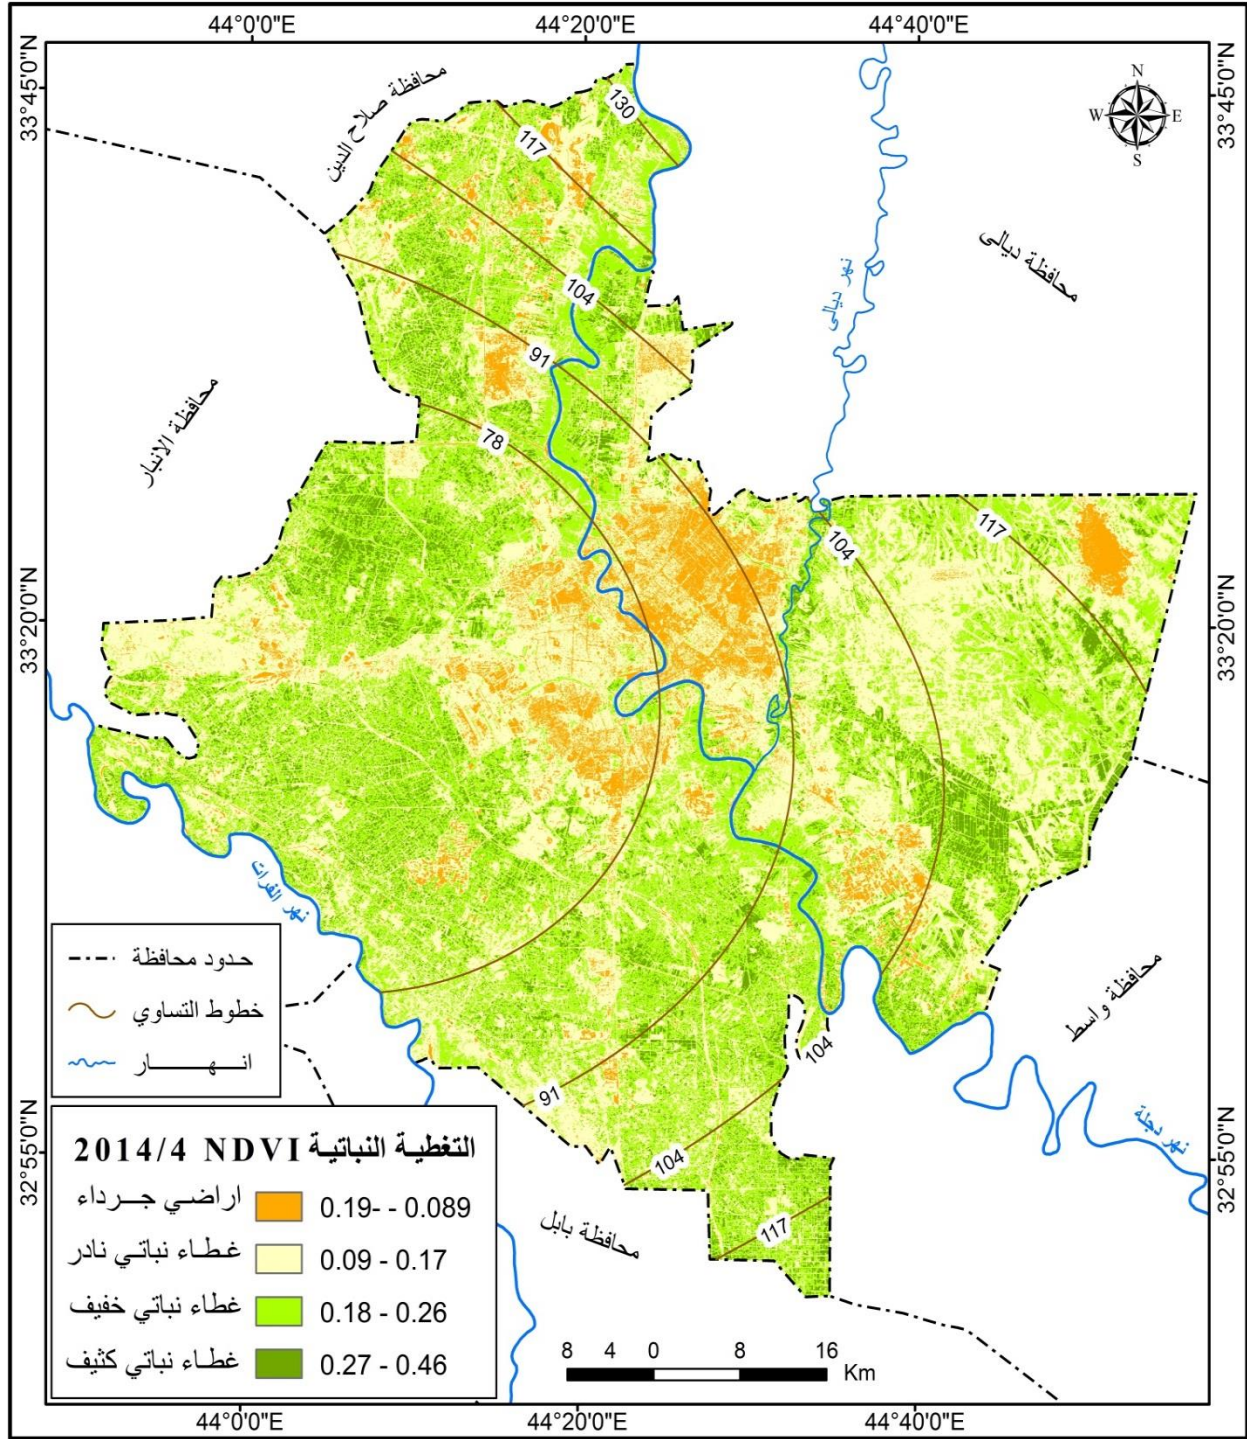 44°0'0"E
44°20'0"E
44°40'0"E
33°45'0"N
33°45'0"N
N
W
E
S
محافظة صلاح الدين
130
117
محافظة ديالى
نهر ديالى
104
91
محافظة الانبار
78
117
104
33°20'0"N
33°20'0"N
نهر الفرات
حدود محافظة
خطوط التساوي
انهـــــــار
محافظة واسط
104
91
نهر دجلة
32°55'0"N
32°55'0"N
104
117
محافظة بابل
التغطية النباتية 2014/4 NDVI
اراضي جـــرداء 0.19- - 0.089
غطـاء نباتي نادر 0.09 - 0.17
غطاء نباتي خفيف 0.18 - 0.26
غطـاء نباتي كثيف 0.27 - 0.46
8 4 0 8 16
Km
44°0'0"E
44°20'0"E
44°40'0"E